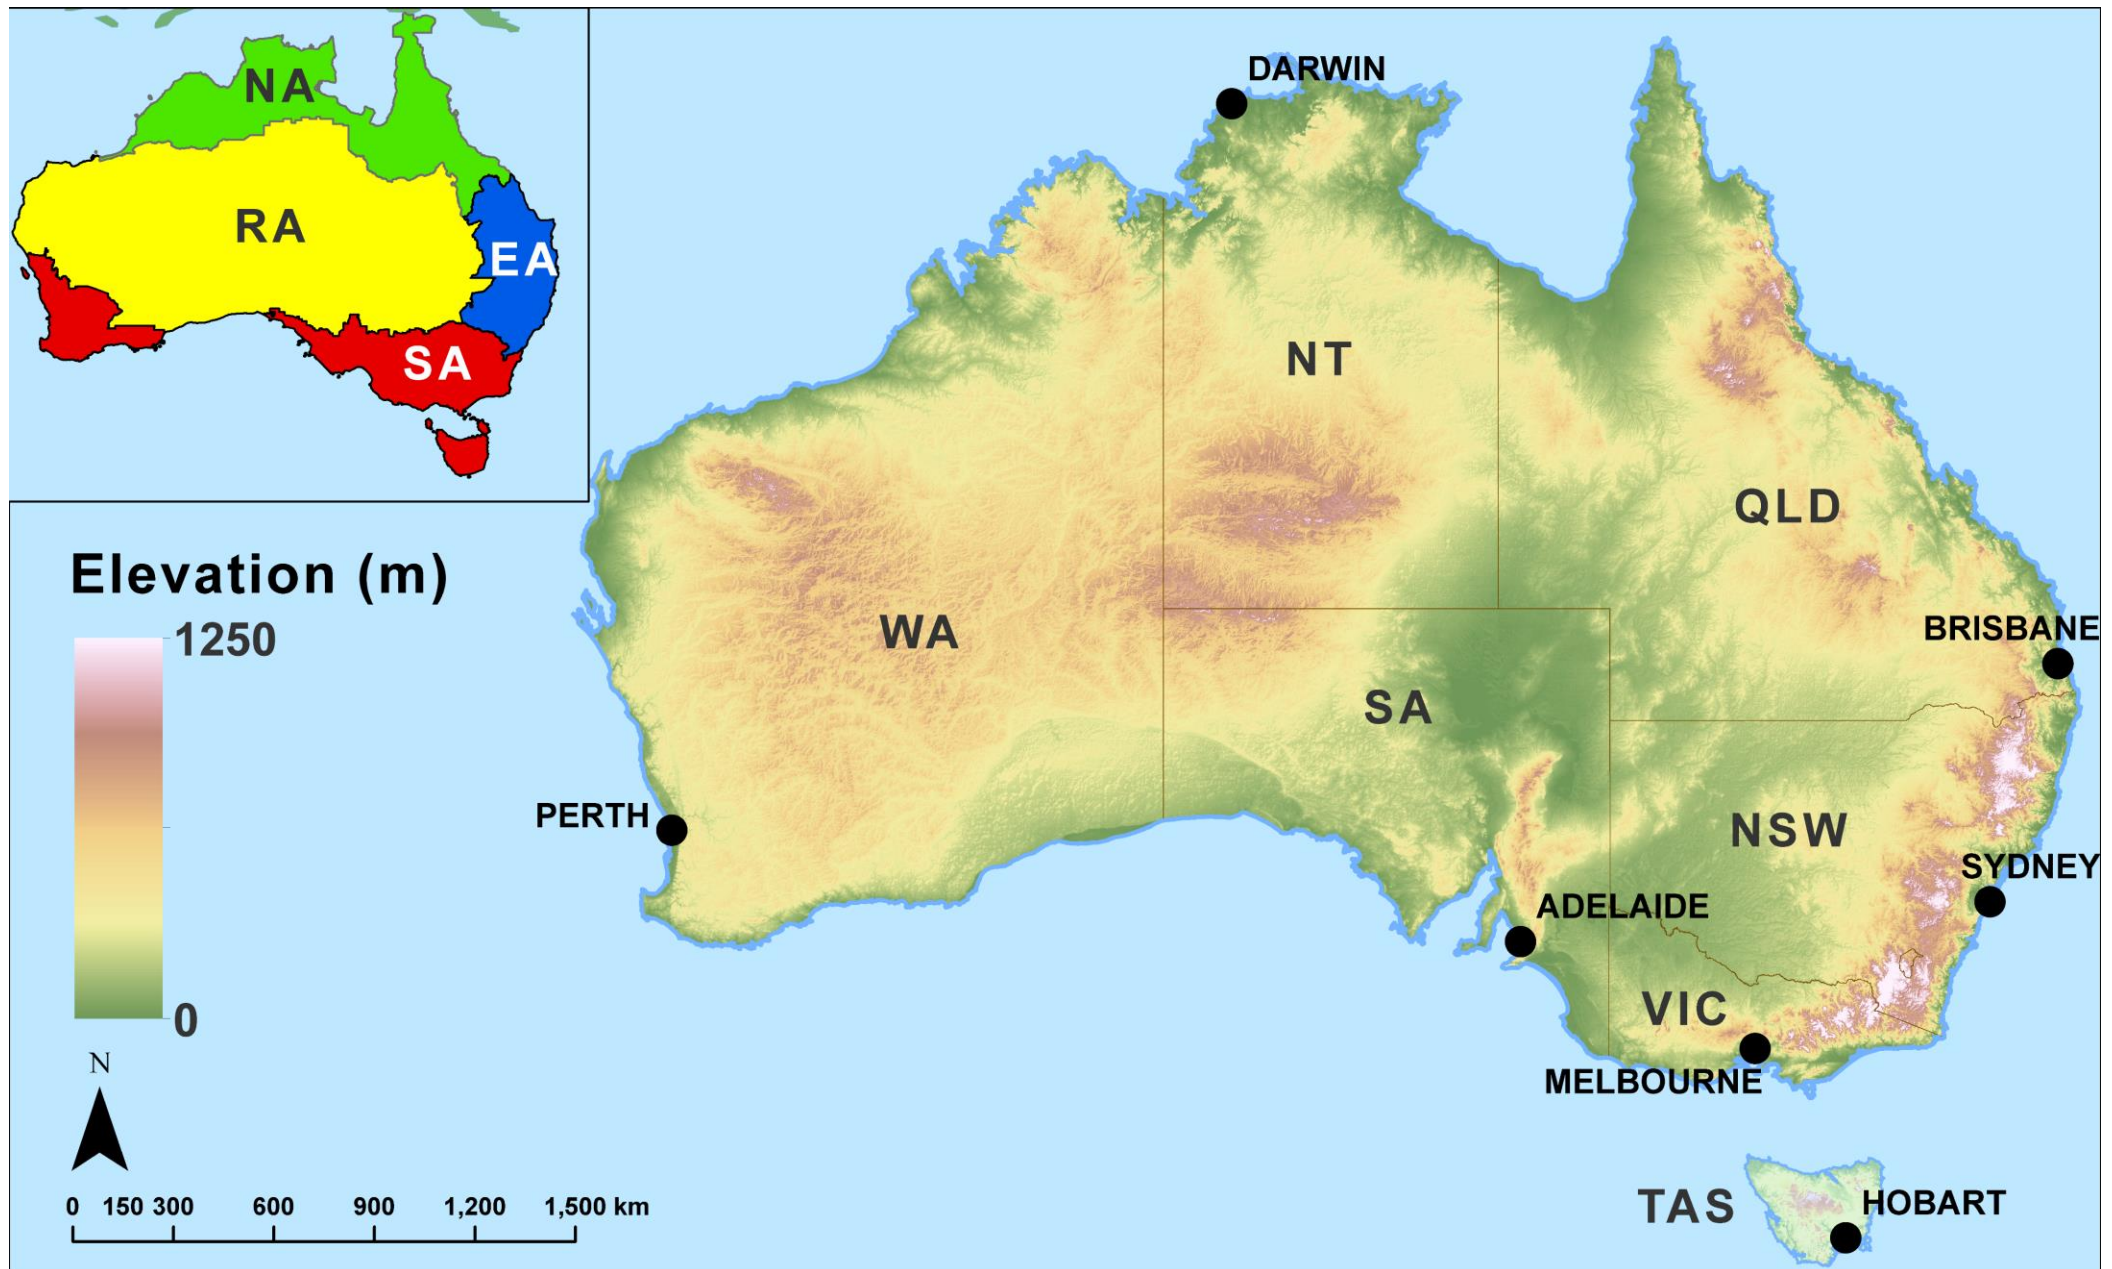 NA
RA
EA
SA
DARWIN
NT
QLD
WA
SA
BRISBANE
NSW
PERTH
SYDNEY
ADELAIDE
VIC
MELBOURNE
TAS
HOBART
Elevation (m)
1250
0
N
0 150 300 600 900 1,200 1,500 km